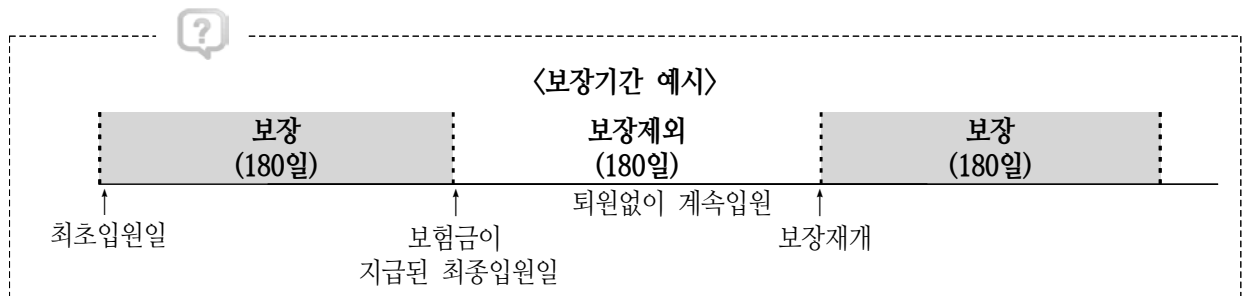 ?
<보장기간 예시>
보장 보장제외 보장
(180일) (180일) (180일)
퇴원없이 계속입원
최초입원일 보험금이 보장재개
지급된 최종입원일